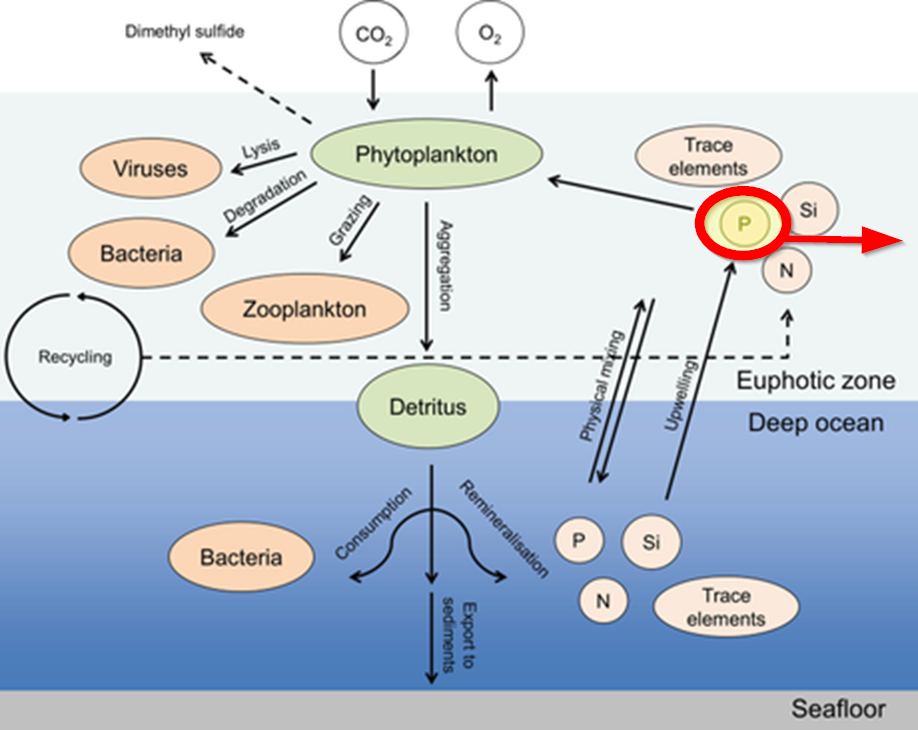 Dimethyl sulfide
CO2
O2
Phytoplankton
Trace
elements
P
Si
N
Viruses
Lysis
Degradation
Bacteria
Grazing
Aggregation
Zooplankton
Recycling
Physical mixing
Upwelling
Euphotic zone
Deep ocean
Detritus
Consumption
Remineralisation
Bacteria
P
Si
N
Trace
elements
Export to
sediments
Seafloor